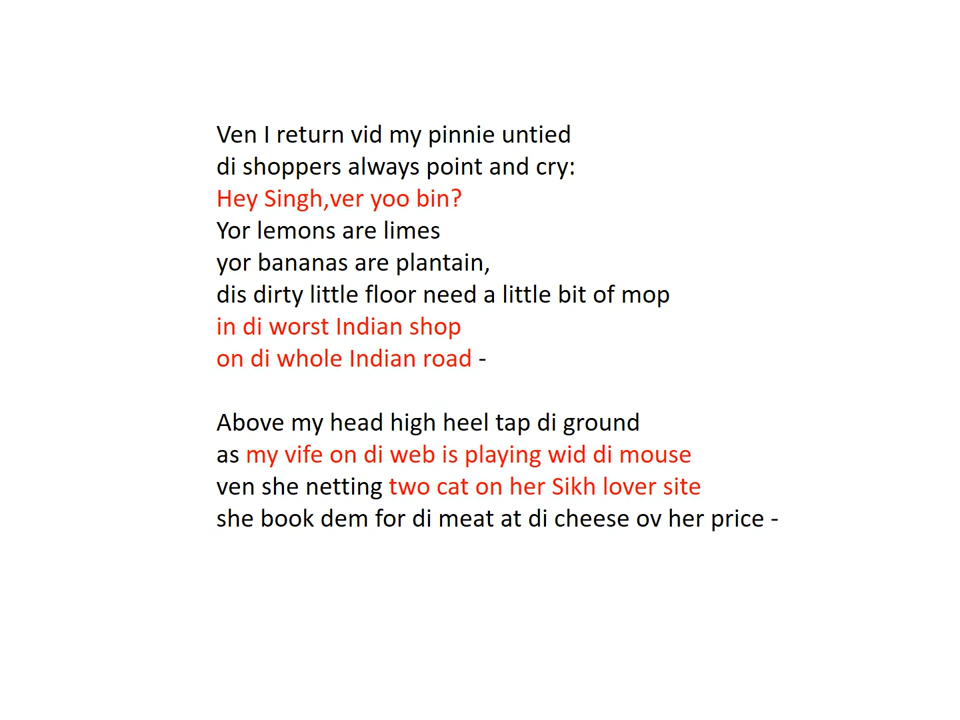 Ven I return vid my pinnie untied
di shoppers always point and cry:
Hey Singh,ver yoo bin?
Yor lemons are limes
yor bananas are plantain,
dis dirty little floor need a little bit of mop
in di worst Indian shop
on di whole Indian road -
Above my head high heel tap di ground
as my vife on di web is playing wid di mouse
ven she netting two cat on her Sikh lover site
she book dem for di meat at di cheese ov her price -